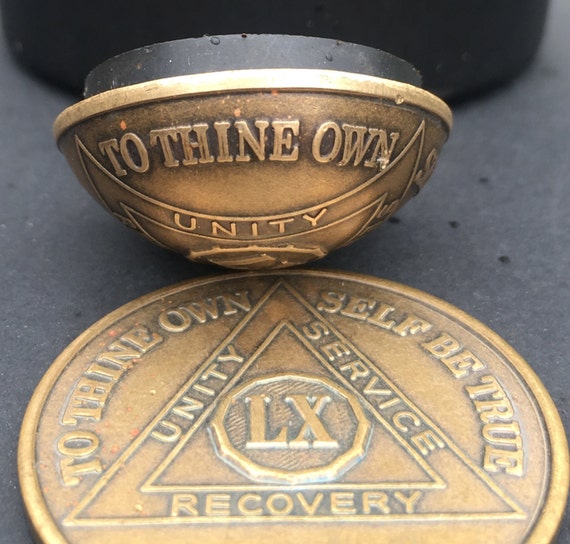 TO THINE OWN
UNITY
TO THINE OWN SELF BE TRUE
UNITY
SERVICE
LX
RECOVERY